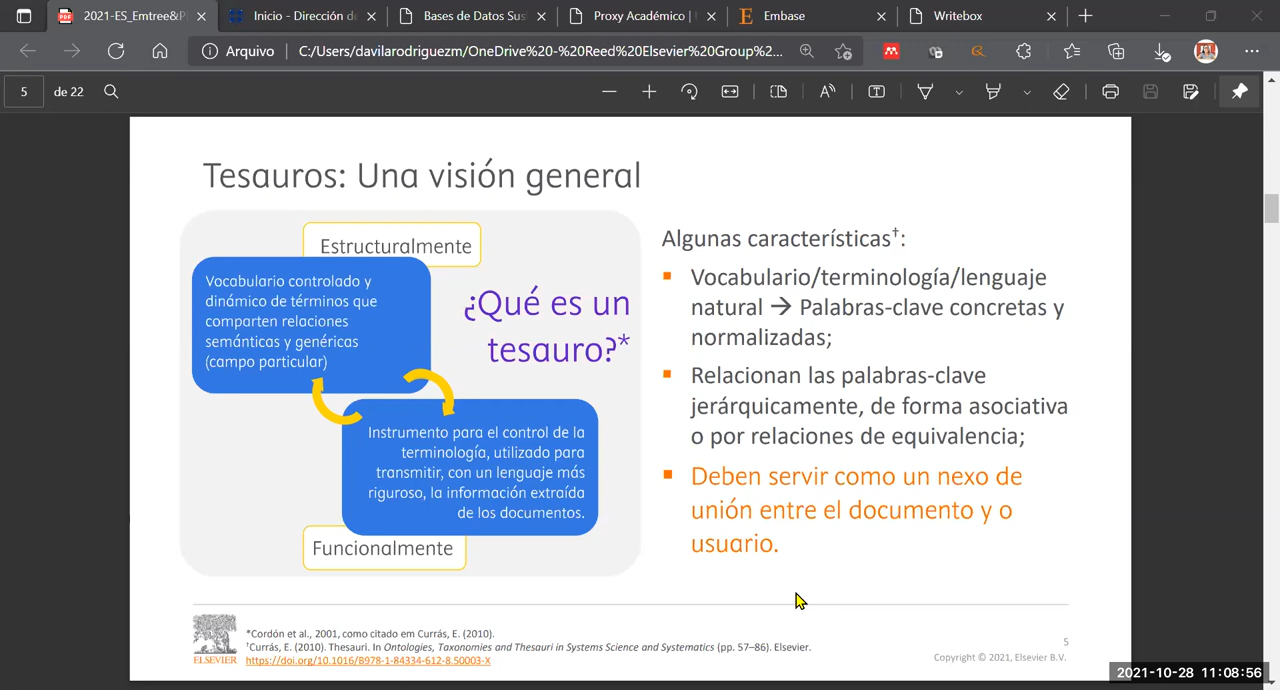 2021-ES_Emtree&P
Inicio - Dirección de
Bases de Datos Sus
Proxy Académico |
Embase
Writebox
Arquivo
C:/Users/davilarodriguezm/OneDrive%20-%20Reed%20Elsevier%20Group%2...
5
de 22
Tesauros: Una visión general
Estructuralmente
Vocabulario controlado y
dinámico de términos que
comparten relaciones
semánticas y genéricas
(campo particular)
¿Qué es un
tesauro?*
Instrumento para el control de la
terminología, utilizado para
transmitir, con un lenguaje más
riguroso, la información extraída
de los documentos.
Funcionalmente
Algunas características†:
Vocabulario/terminología/lenguaje
natural → Palabras-clave concretas y
normalizadas;
Relacionan las palabras-clave
jerárquicamente, de forma asociativa
o por relaciones de equivalencia;
Deben servir como un nexo de
unión entre el documento y o
usuario.
ELSEVIER
*Cordón et al., 2001, como citado em Currás, E. (2010).
†Currás, E. (2010). Thesauri. In Ontologies, Taxonomies and Thesauri in Systems Science and Systematics (pp. 57–86). Elsevier.
https://doi.org/10.1016/B978-1-84334-612-8.50003-X
5
Copyright © 2021, Elsevier B.V.
2021-10-28 11:08:56